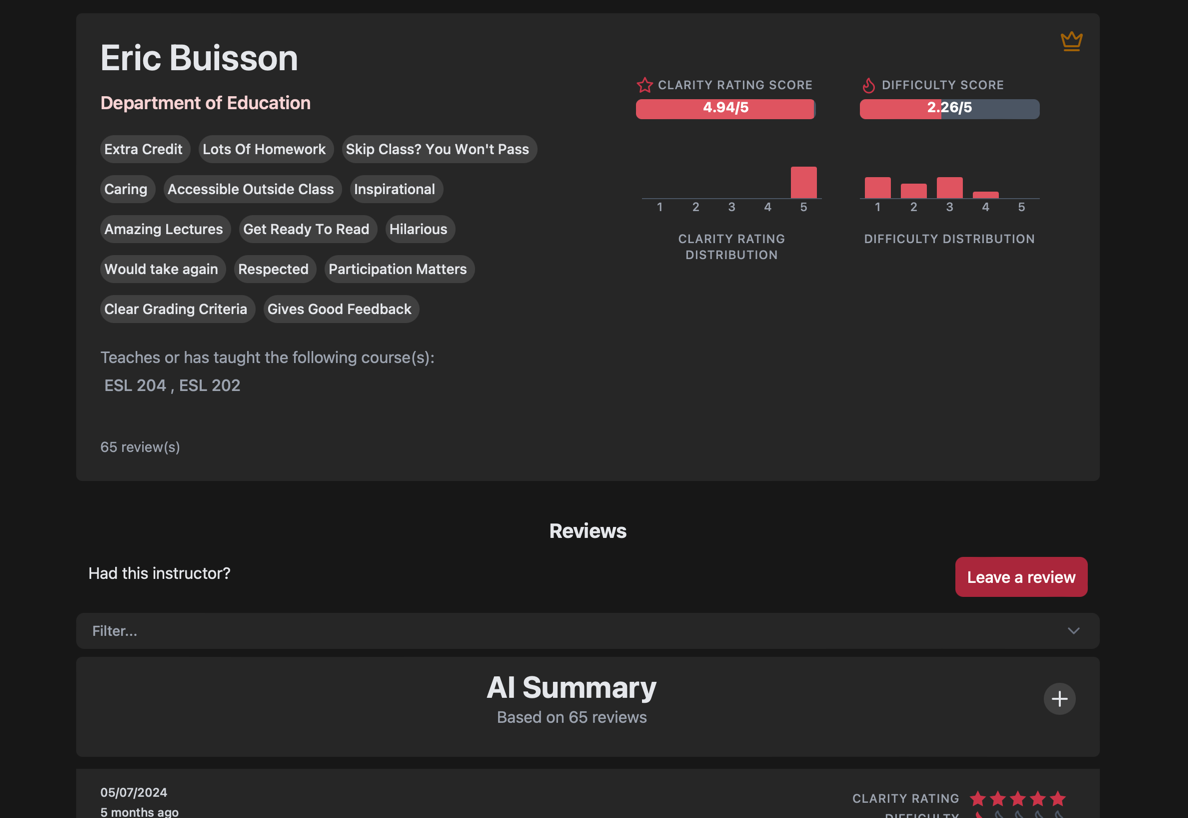 Eric Buisson
Department of Education
Extra Credit
Lots Of Homework
Skip Class? You Won't Pass
Caring
Accessible Outside Class
Inspirational
Amazing Lectures
Get Ready To Read
Hilarious
Would take again
Respected
Participation Matters
Clear Grading Criteria
Gives Good Feedback
Teaches or has taught the following course(s):
ESL 204 , ESL 202
65 review(s)
CLARITY RATING SCORE
4.94/5
1 2 3 4 5
CLARITY RATING
DISTRIBUTION
DIFFICULTY SCORE
2.26/5
1 2 3 4 5
DIFFICULTY DISTRIBUTION
Reviews
Had this instructor?
Leave a review
Filter...
AI Summary
Based on 65 reviews
05/07/2024
5 months ago
CLARITY RATING
DIFFICULTY